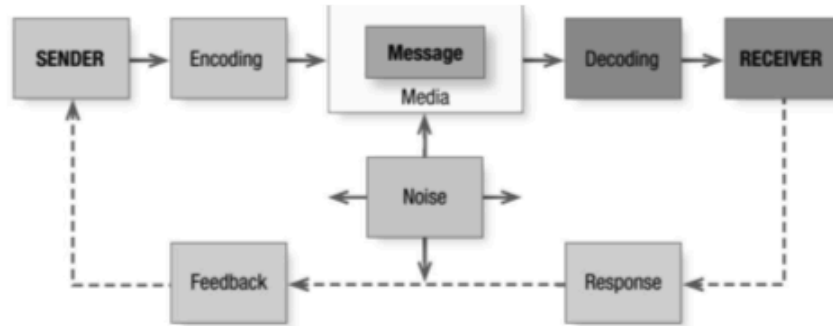 SENDER
Encoding
Message
Media
Decoding
RECEIVER
Noise
Feedback
Response